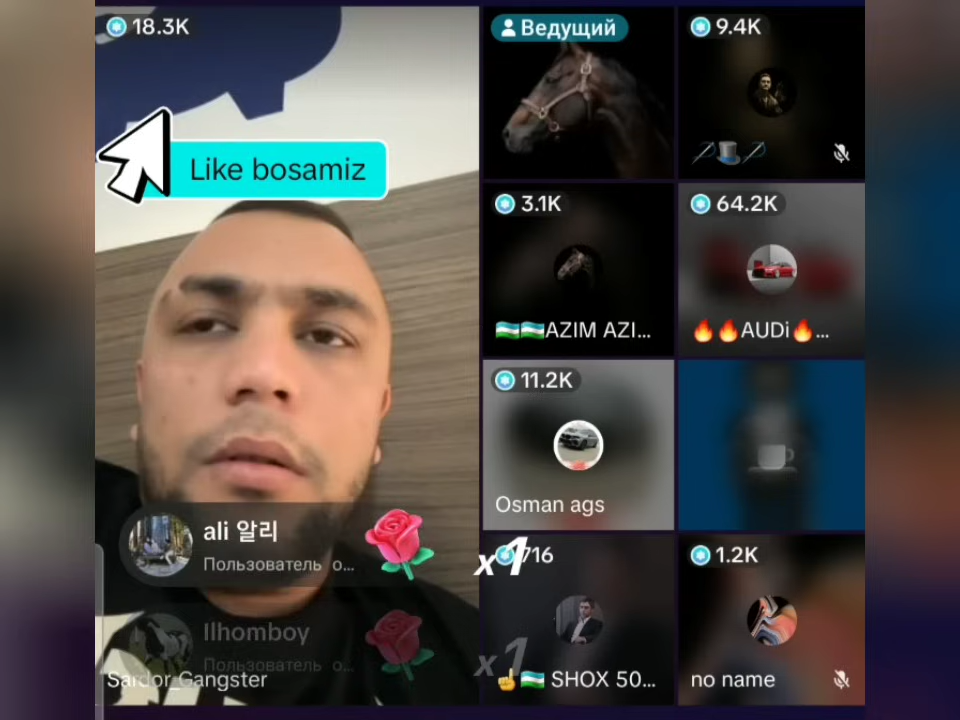 18.3K
Ведущий
9.4K
Like bosamiz
3.1K
64.2K
AZIM AZI...
AUDi
...
11.2K
Osman ags
ali 알리
Пользователь о...
x1
716
1.2K
Ilhomboy
Пользователь о...
x1
Sardor_Gangster
SHOX 50...
no name